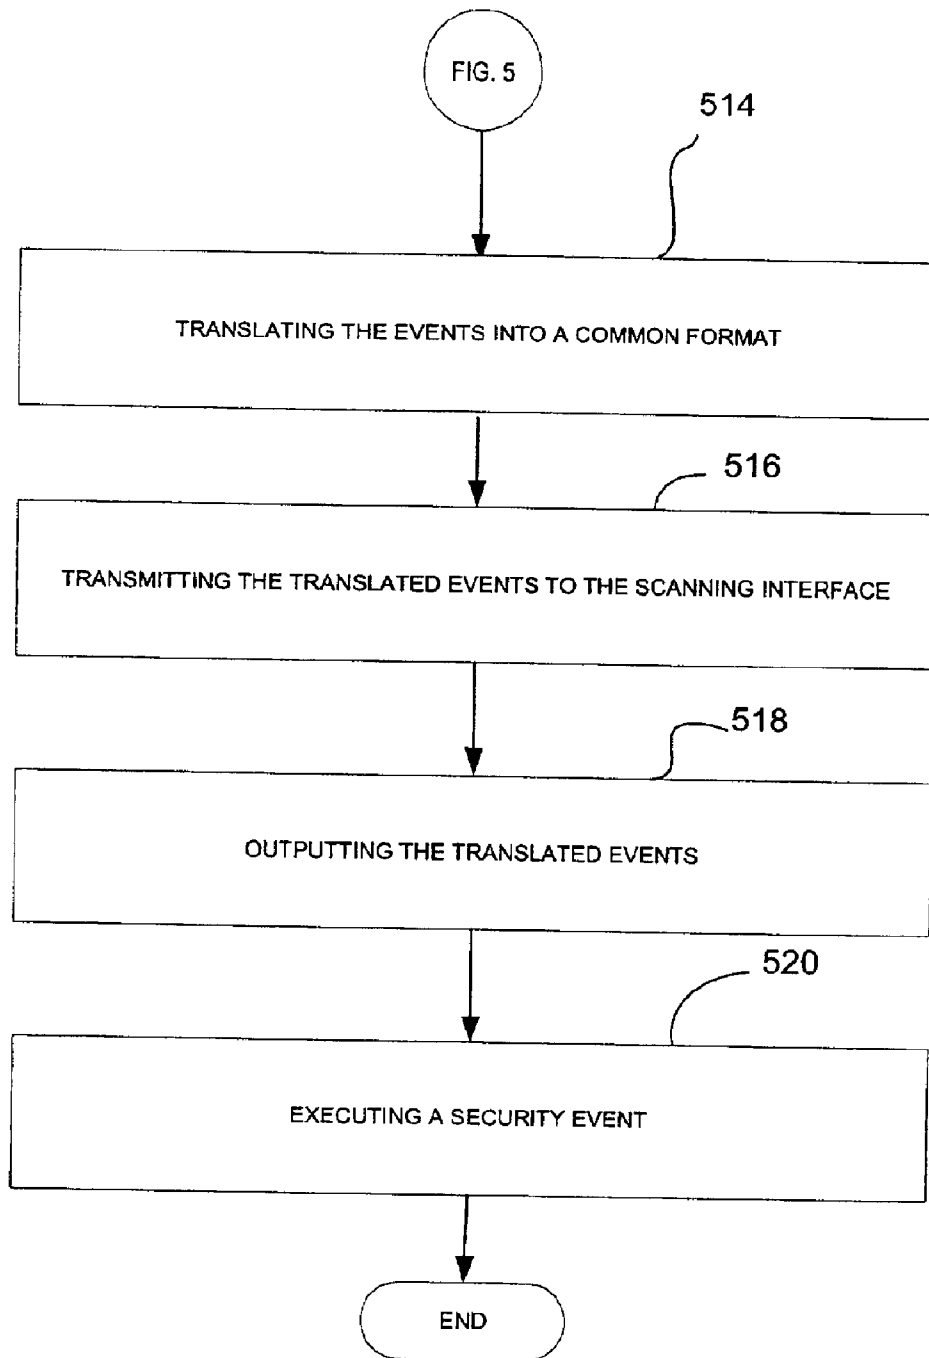 FIG. 5
514
TRANSLATING THE EVENTS INTO A COMMON FORMAT
516
TRANSMITTING THE TRANSLATED EVENTS TO THE SCANNING INTERFACE
518
OUTPUTTING THE TRANSLATED EVENTS
520
EXECUTING A SECURITY EVENT
END